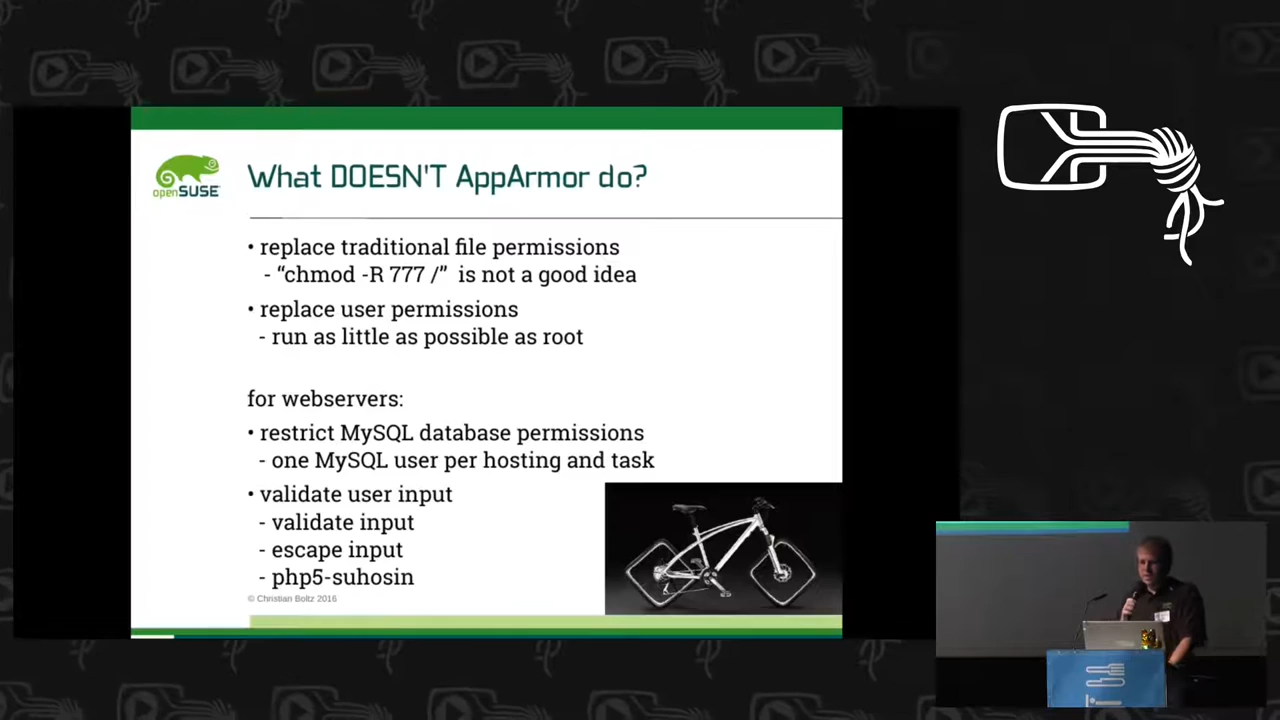 What DOESN'T AppArmor do?
openSUSE
• replace traditional file permissions
- “chmod -R 777 /” is not a good idea
• replace user permissions
- run as little as possible as root
for webservers:
• restrict MySQL database permissions
- one MySQL user per hosting and task
• validate user input
- validate input
- escape input
- php5-suhosin
© Christian Boltz 2016